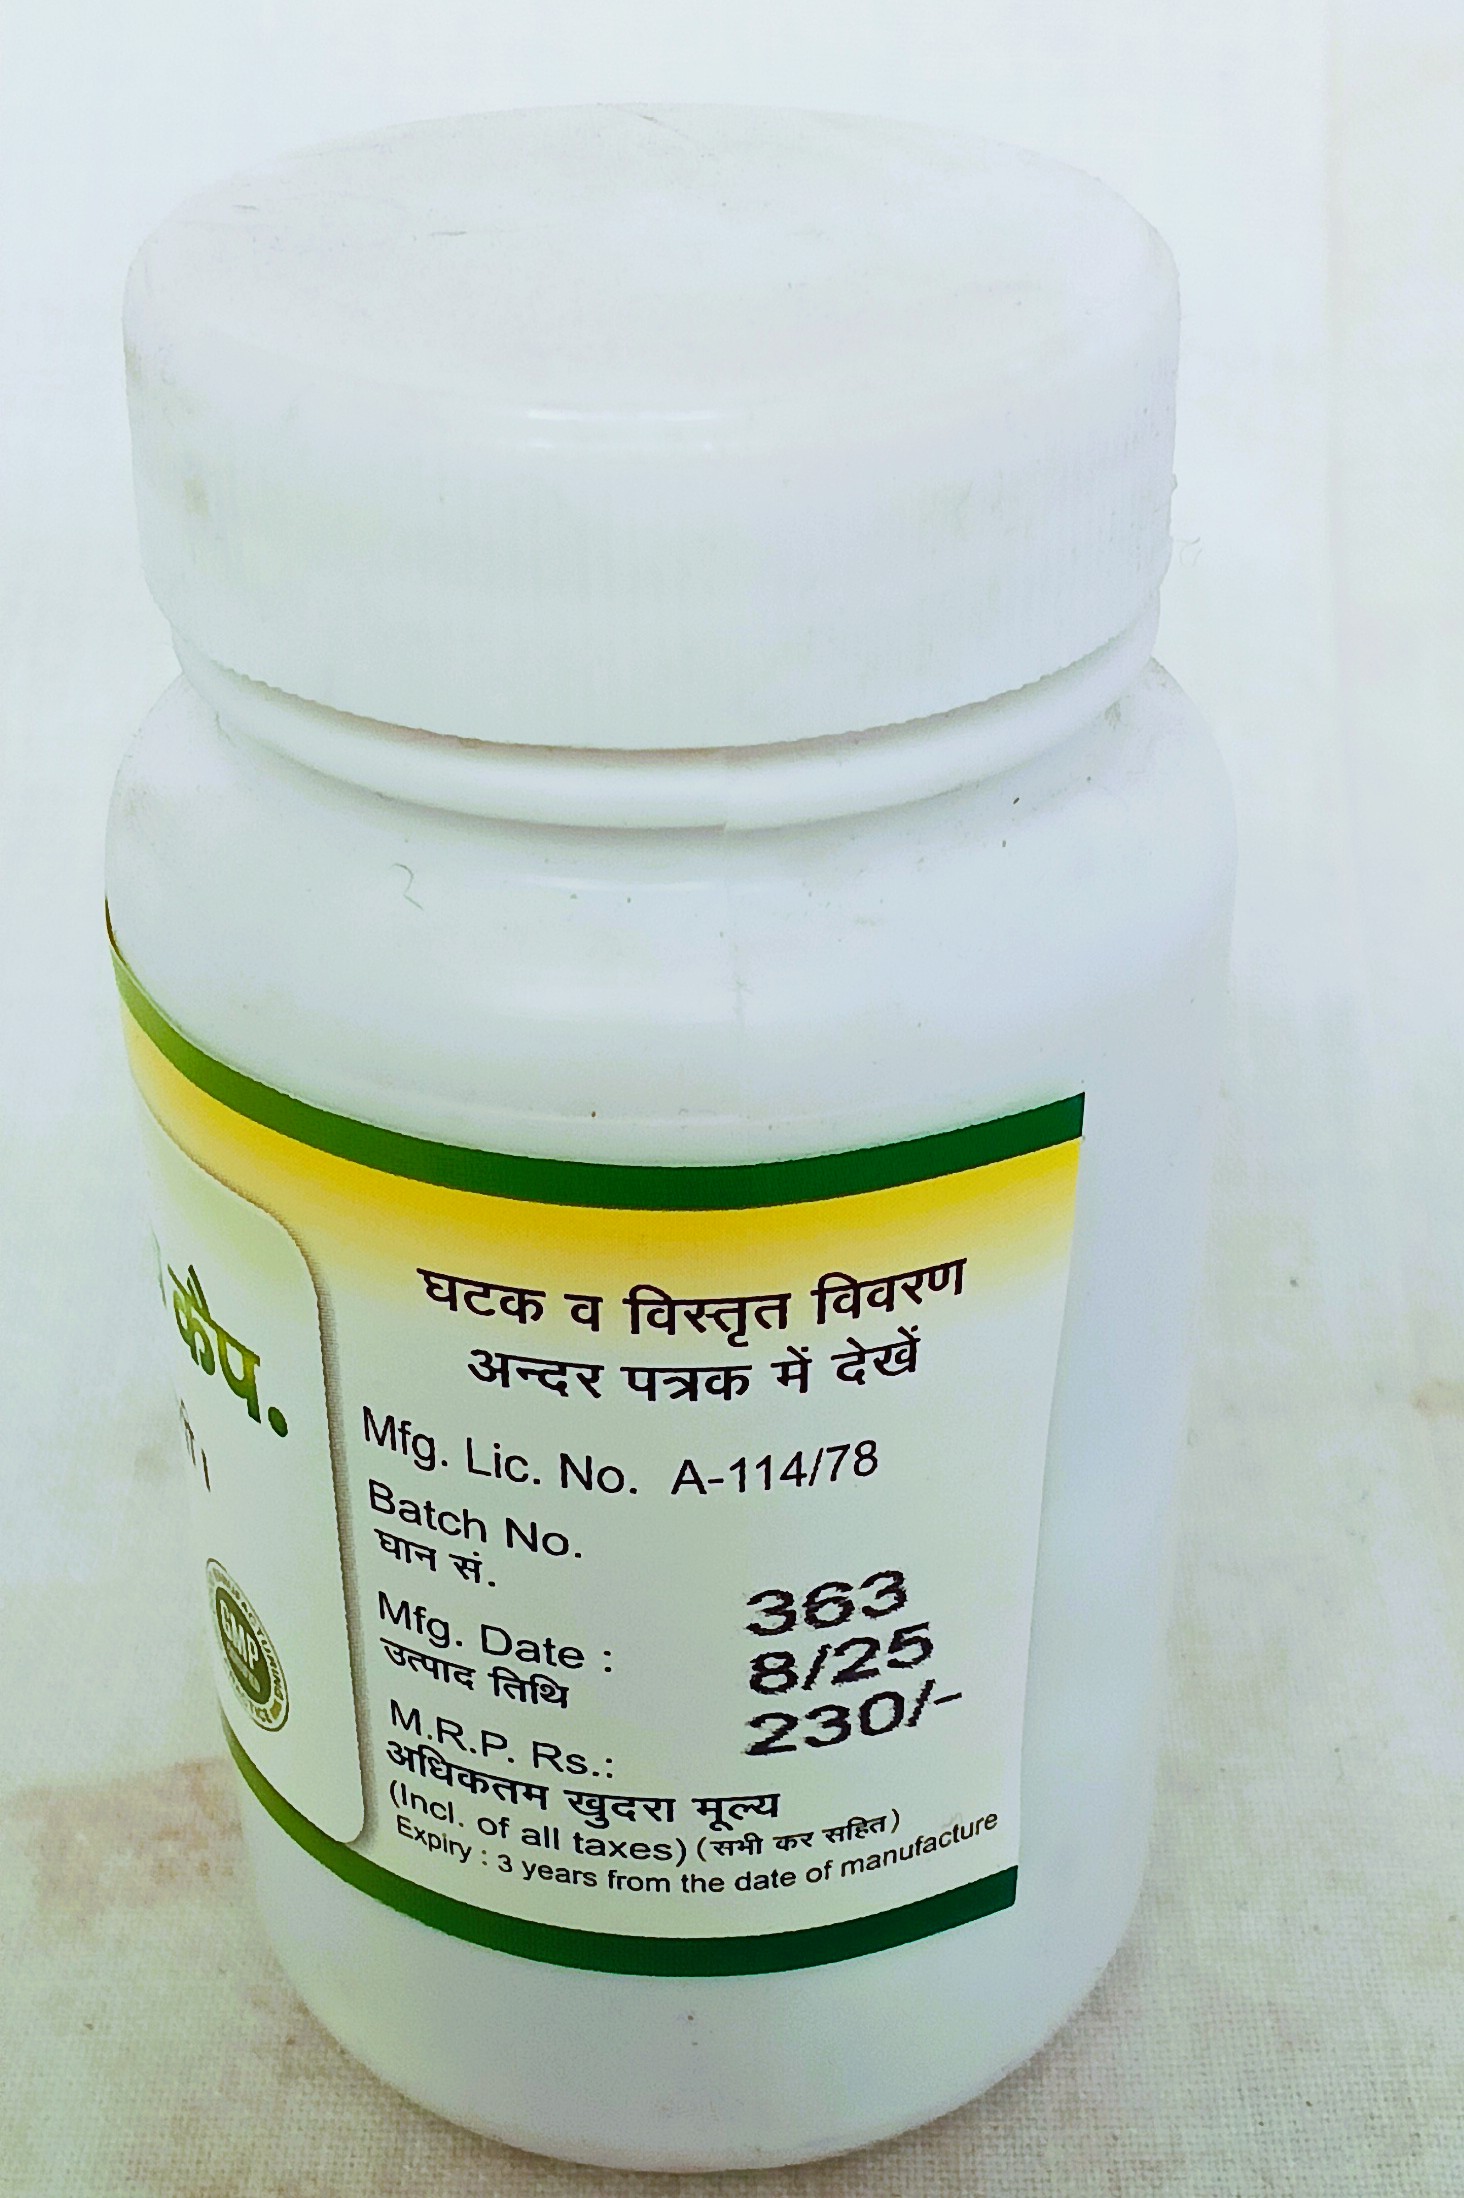 कैप.
घटक व विस्तृत विवरण
अन्दर पत्रक में देखें
Mfg. Lic. No. A-114/78
Batch No.
घान सं. 363
Mfg. Date : 8/25
उत्पाद तिथि
M.R.P. Rs.: 230/-
अधिकतम खुदरा मूल्य
(Incl. of all taxes) (सभी कर सहित)
Expiry : 3 years from the date of manufacture
GMP